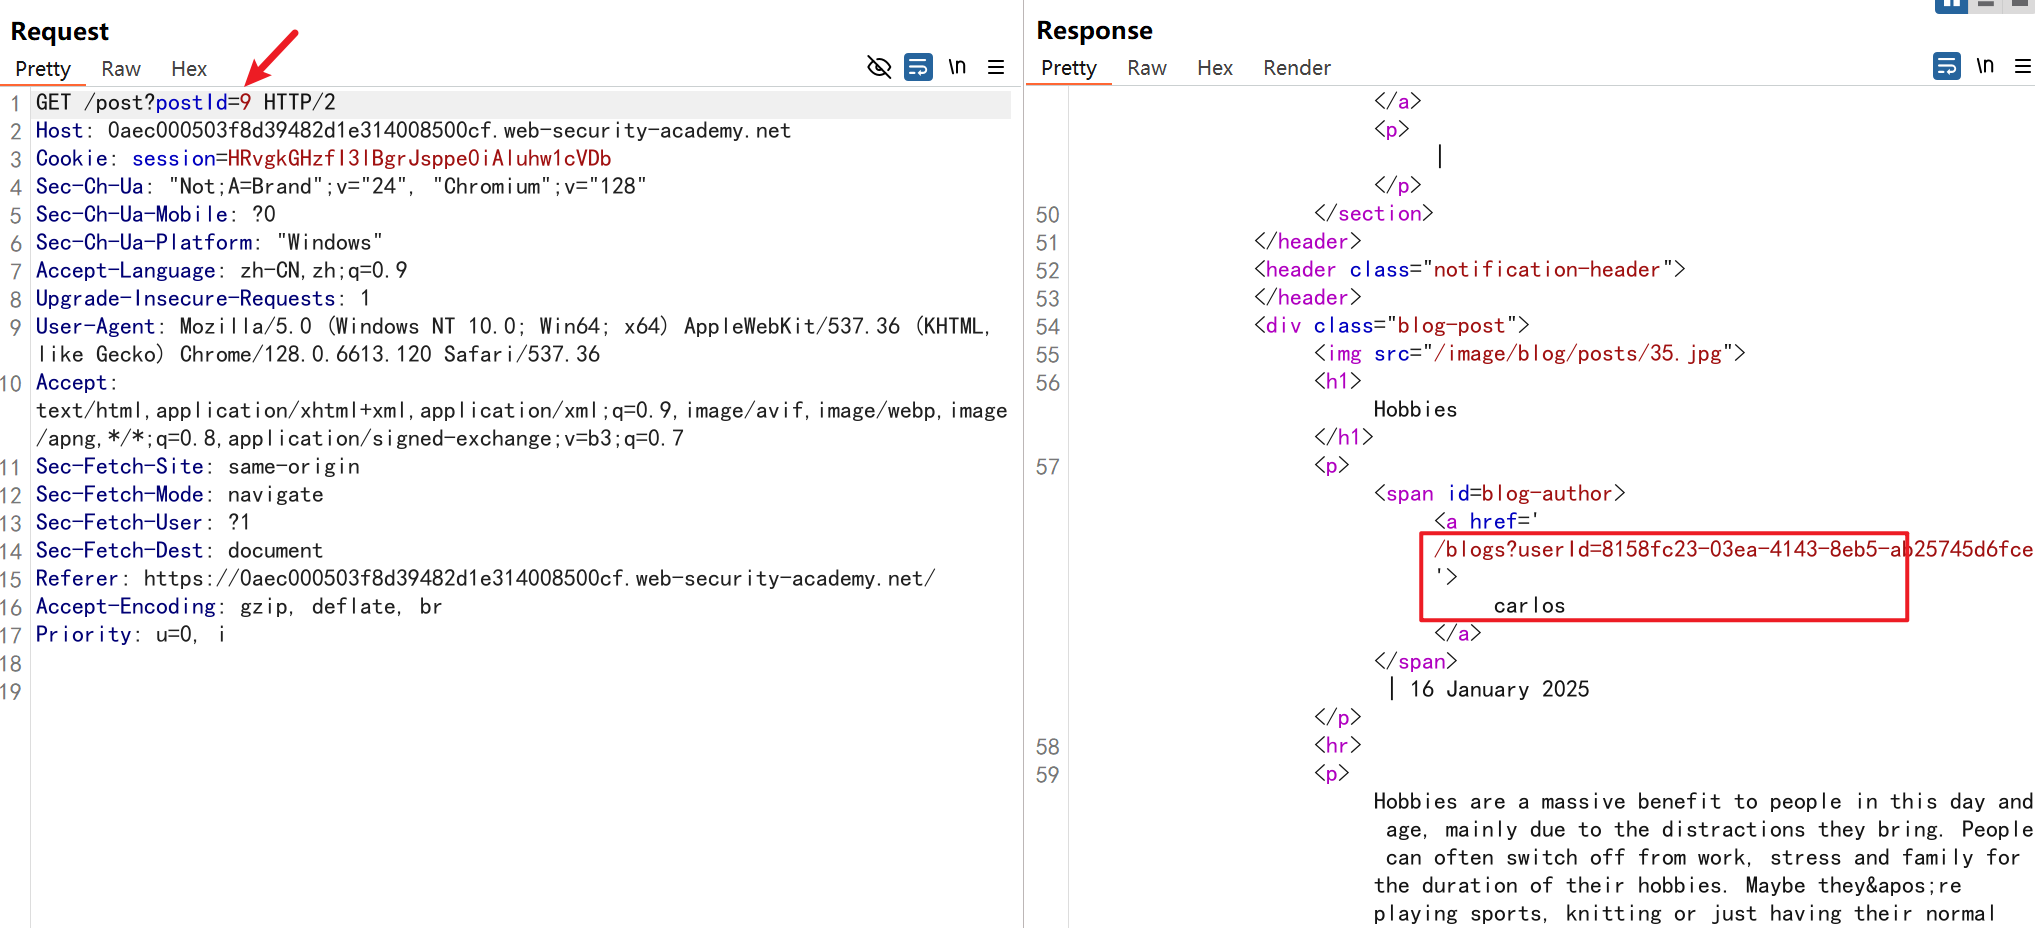 Request
Pretty Raw Hex \n
1 GET /post?postId=9 HTTP/2
2 Host: 0aec000503f8d39482d1e314008500cf.web-security-academy.net
3 Cookie: session=HRvgkGHzfI3lBgrJsppe0iAluhw1cVDb
4 Sec-Ch-Ua: "Not;A=Brand";v="24", "Chromium";v="128"
5 Sec-Ch-Ua-Mobile: ?0
6 Sec-Ch-Ua-Platform: "Windows"
7 Accept-Language: zh-CN,zh;q=0.9
8 Upgrade-Insecure-Requests: 1
9 User-Agent: Mozilla/5.0 (Windows NT 10.0; Win64; x64) AppleWebKit/537.36 (KHTML,
like Gecko) Chrome/128.0.6613.120 Safari/537.36
10 Accept:
text/html,application/xhtml+xml,application/xml;q=0.9,image/avif,image/webp,image
/apng,*/*;q=0.8,application/signed-exchange;v=b3;q=0.7
11 Sec-Fetch-Site: same-origin
12 Sec-Fetch-Mode: navigate
13 Sec-Fetch-User: ?1
14 Sec-Fetch-Dest: document
15 Referer: https://0aec000503f8d39482d1e314008500cf.web-security-academy.net/
16 Accept-Encoding: gzip, deflate, br
17 Priority: u=0, i
18
19
Response
Pretty Raw Hex Render \n
</a>
<p>
|
</p>
50 </section>
51 </header>
52 <header class="notification-header">
53 </header>
54 <div class="blog-post">
55 <img src="/image/blog/posts/35.jpg">
56 <h1>
Hobbies
</h1>
57 <p>
<span id=blog-author>
<a href='
/blogs?userId=8158fc23-03ea-4143-8eb5-ab25745d6fce
'>
carlos
</a>
</span>
| 16 January 2025
</p>
58 <hr>
59 <p>
Hobbies are a massive benefit to people in this day and
age, mainly due to the distractions they bring. People
can often switch off from work, stress and family for
the duration of their hobbies. Maybe they&apos;re
playing sports, knitting or just having their normal